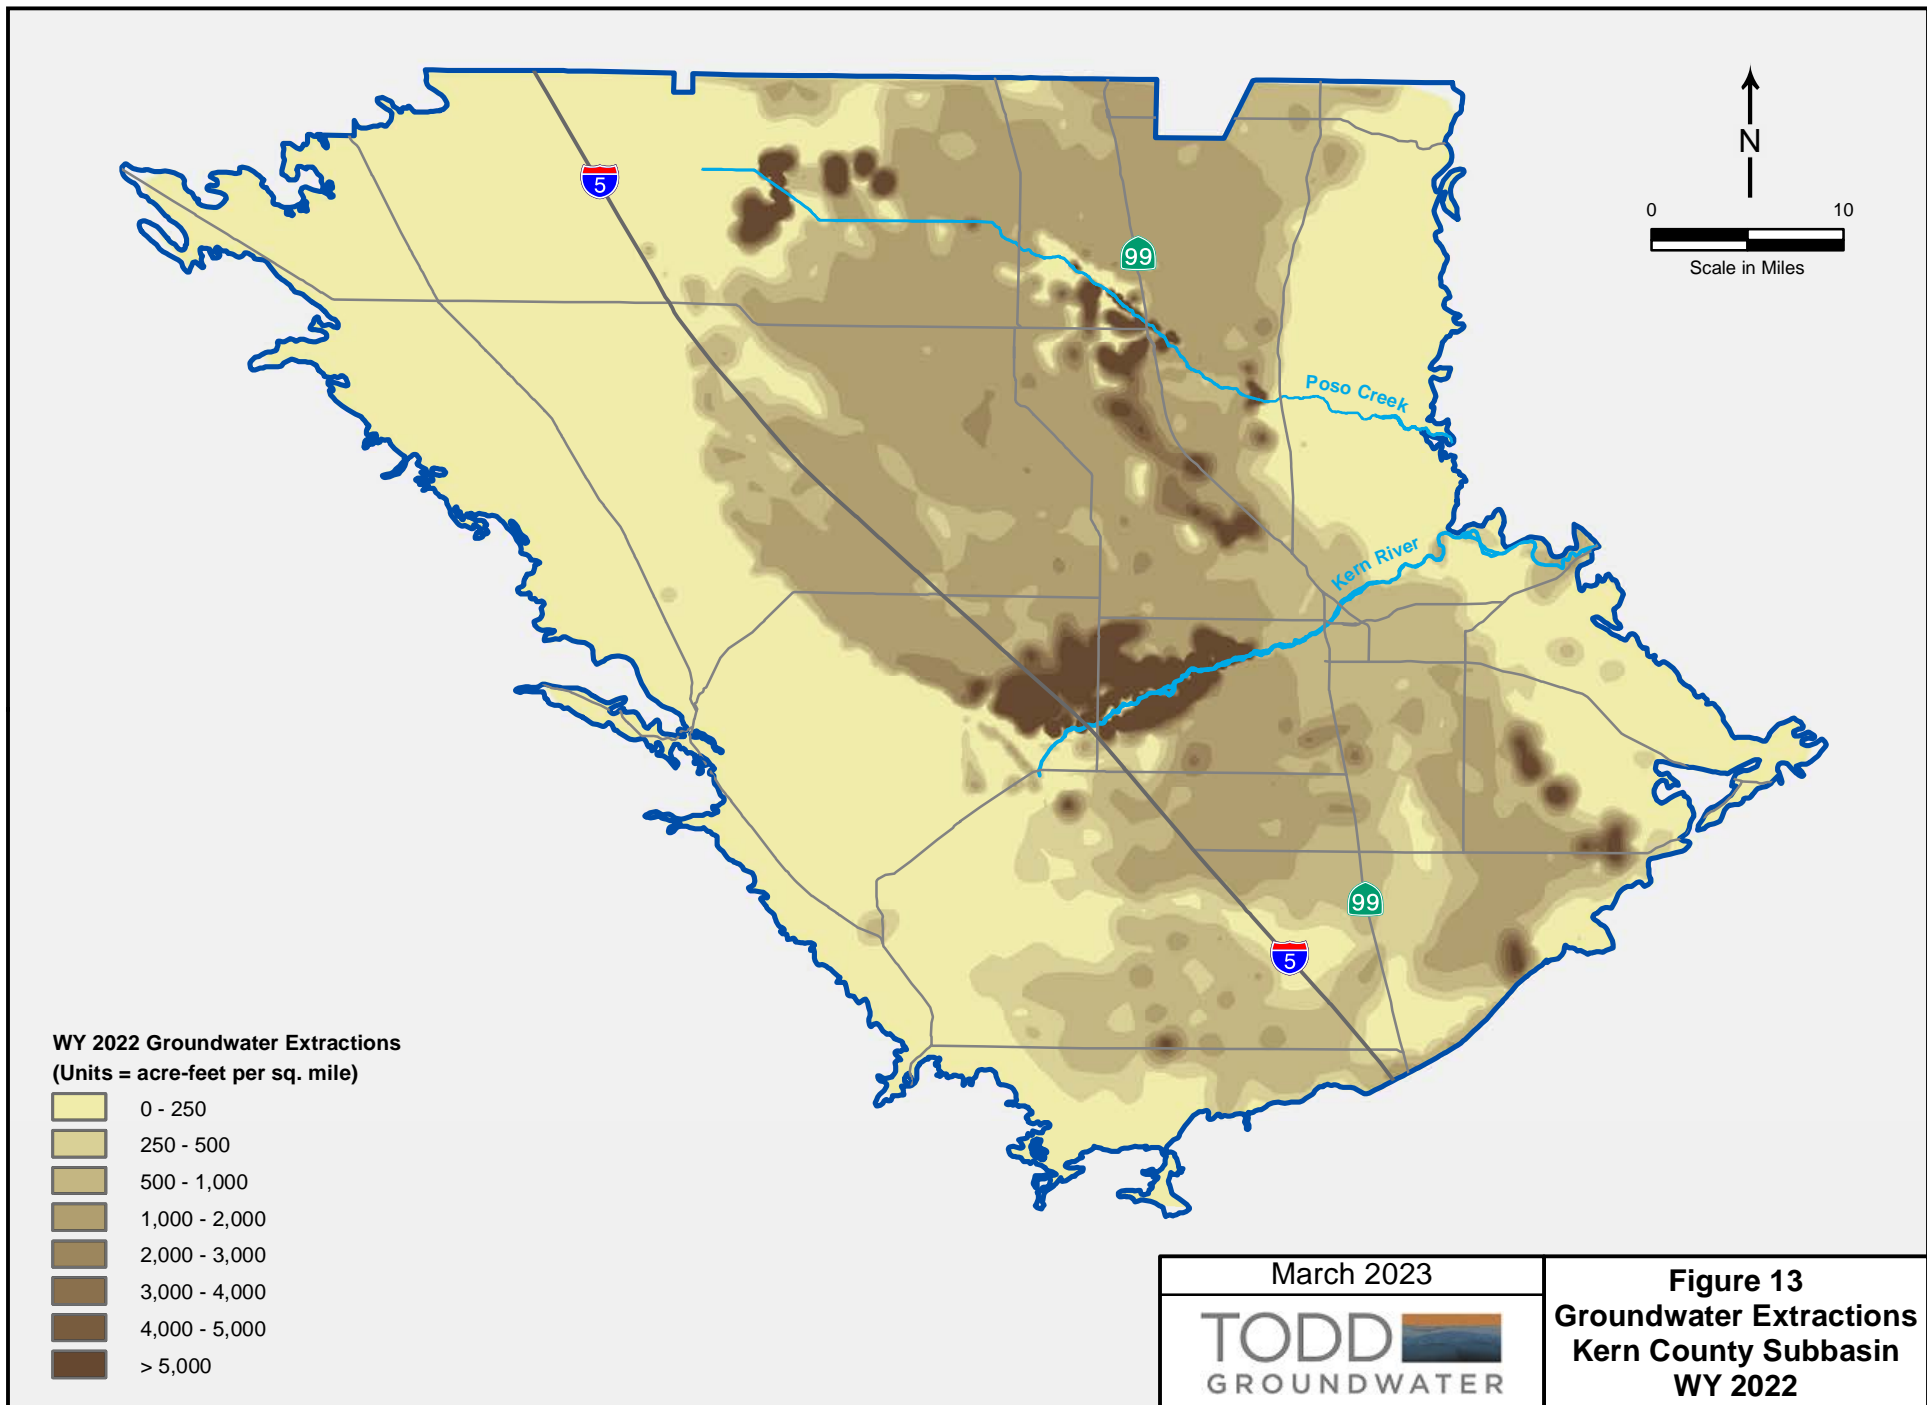 N
0 10
Scale in Miles
5
99
Poso Creek
Kern River
99
5
WY 2022 Groundwater Extractions
(Units = acre-feet per sq. mile)
0 - 250
250 - 500
500 - 1,000
1,000 - 2,000
2,000 - 3,000
3,000 - 4,000
4,000 - 5,000
> 5,000
March 2023
TODD
GROUNDWATER
Figure 13
Groundwater Extractions
Kern County Subbasin
WY 2022